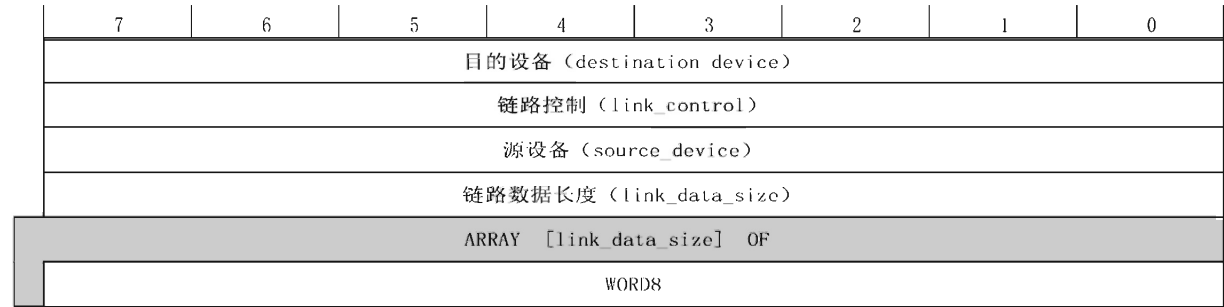 7 6 5 4 3 2 1 0
目的设备（destination device）
链路控制（link_control）
源设备（source_device）
链路数据长度（link_data_size）
ARRAY [link_data_size] OF
WORD8